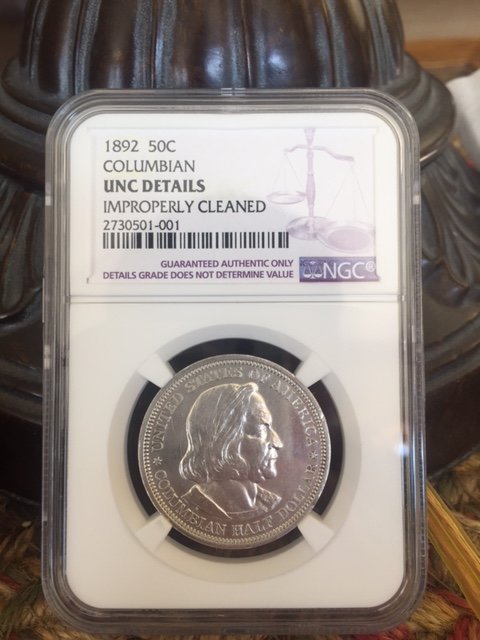 1892 50C
COLUMBIAN
UNC DETAILS
IMPROPERLY CLEANED
2730501-001
GUARANTEED AUTHENTIC ONLY
DETAILS GRADE DOES NOT DETERMINE VALUE
NGC®
UNITED STATES OF AMERICA
COLUMBIAN HALF DOLLAR